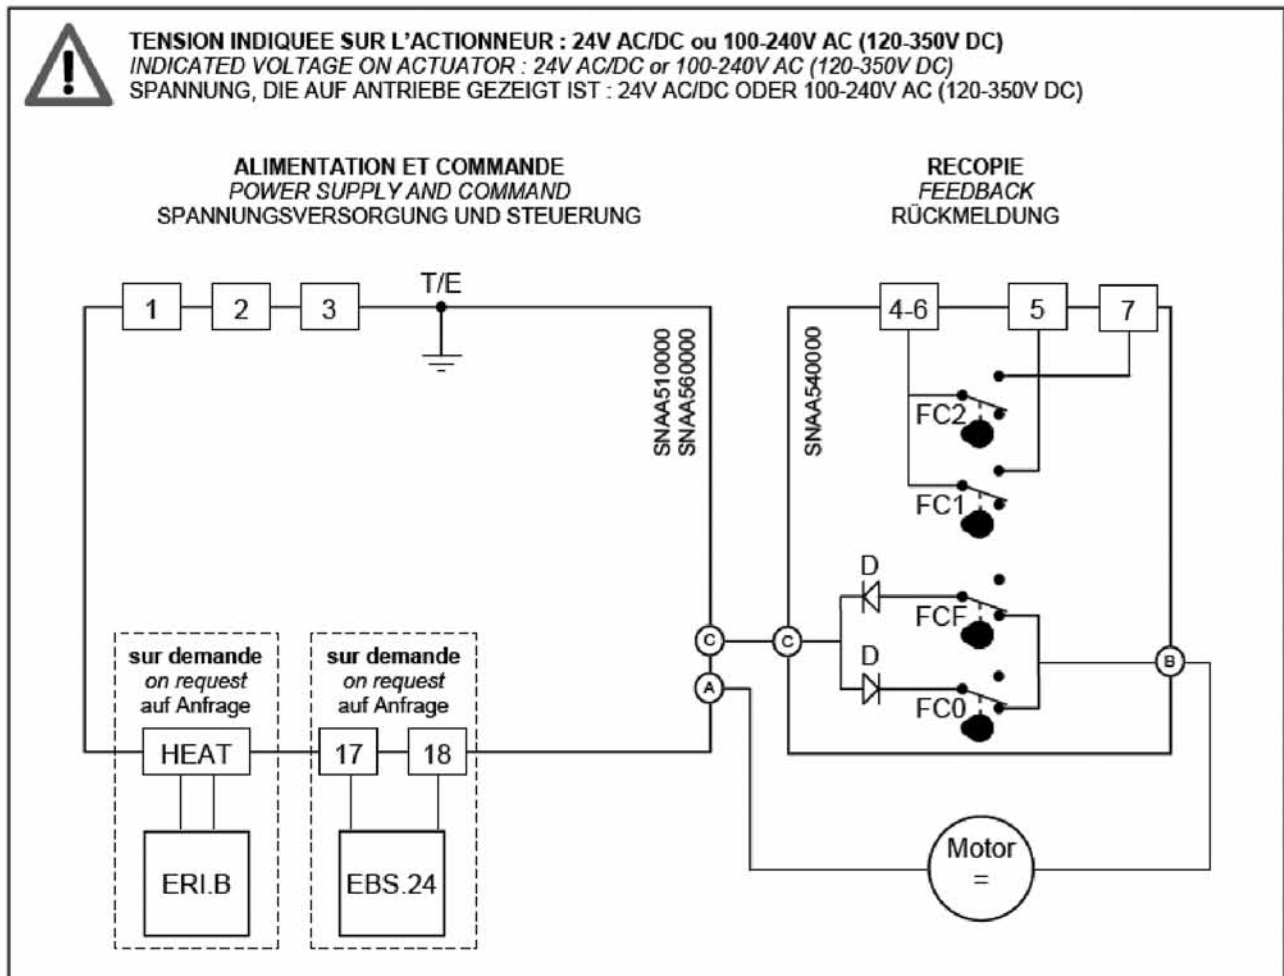 TENSION INDIQUEE SUR L'ACTIONNEUR : 24V AC/DC ou 100-240V AC (120-350V DC)
INDICATED VOLTAGE ON ACTUATOR : 24V AC/DC or 100-240V AC (120-350V DC)
SPANNUNG, DIE AUF ANTRIEBE GEZEIGT IST : 24V AC/DC ODER 100-240V AC (120-350V DC)
ALIMENTATION ET COMMANDE
POWER SUPPLY AND COMMAND
SPANNUNGSVERSORGUNG UND STEUERUNG
RECOPIE
FEEDBACK
RÜCKMELDUNG
1
2
3
T/E
SNAA510000
SNAA560000
4-6
5
7
SNAA540000
FC2
FC1
D
FCF
D
FC0
C
C
A
B
sur demande
on request
auf Anfrage
HEAT
ERI.B
sur demande
on request
auf Anfrage
17
18
EBS.24
Motor
=